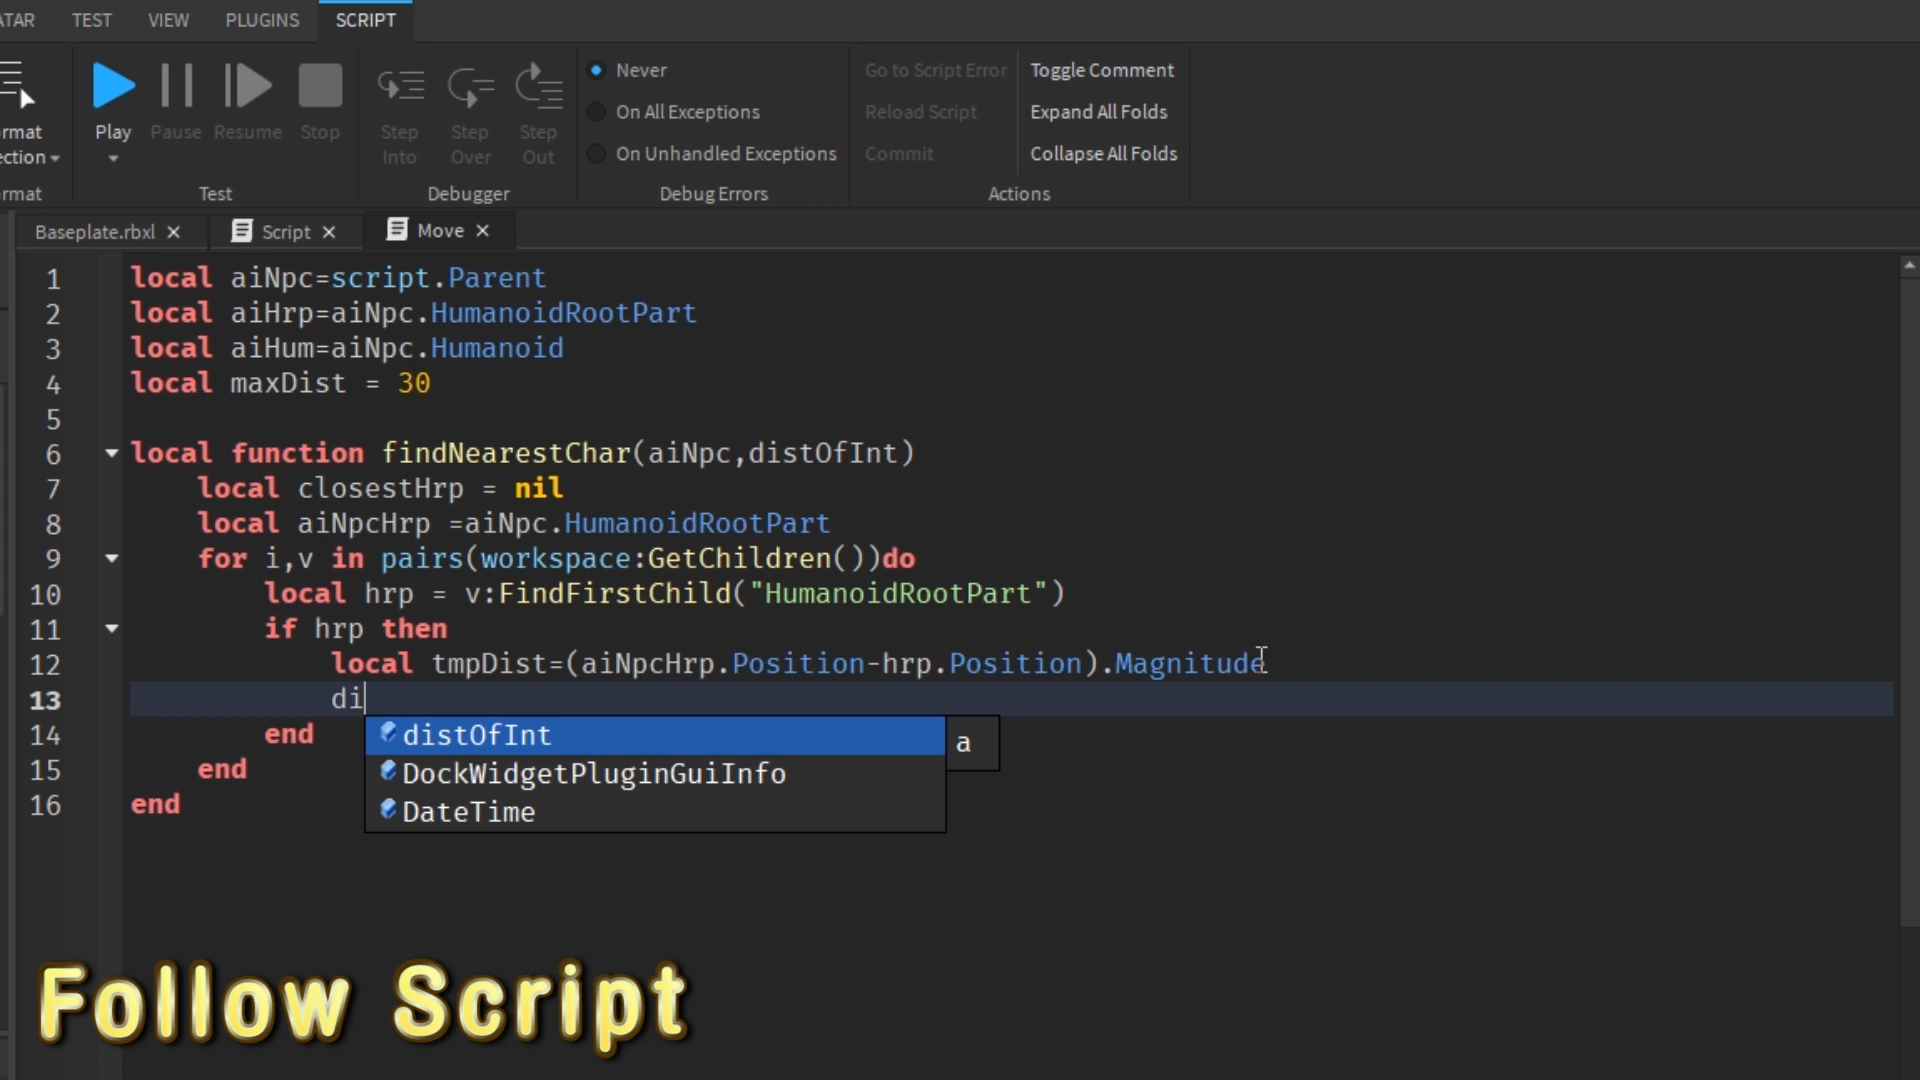 ATAR TEST VIEW PLUGINS SCRIPT
Never Go to Script Error Toggle Comment
On All Exceptions Reload Script Expand All Folds
rmat Play Pause Resume Stop Step Step Step
ection Into Over Out On Unhandled Exceptions Commit Collapse All Folds
rmat Test Debugger Debug Errors Actions
Baseplate.rbxl Script Move
1 local aiNpc=script.Parent
2 local aiHrp=aiNpc.HumanoidRootPart
3 local aiHum=aiNpc.Humanoid
4 local maxDist = 30
5
6 local function findNearestChar(aiNpc,distOfInt)
7 local closestHrp = nil
8 local aiNpcHrp =aiNpc.HumanoidRootPart
9 for i,v in pairs(workspace:GetChildren())do
10 local hrp = v:FindFirstChild("HumanoidRootPart")
11 if hrp then
12 local tmpDist=(aiNpcHrp.Position-hrp.Position).Magnitude
13 di
14 end distOfInt a
DockWidgetPluginGuiInfo
15 end
DateTime
16 end
Follow Script